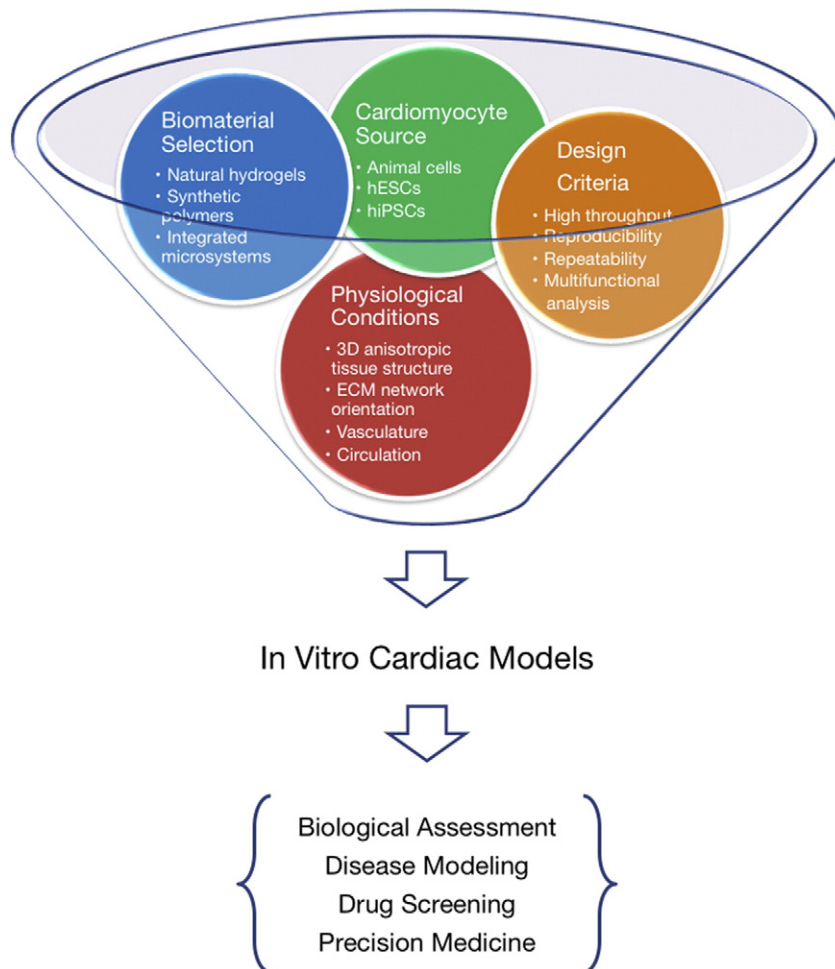 Biomaterial
Selection
• Natural hydrogels
• Synthetic
polymers
• Integrated
microsystems
Cardiomyocyte
Source
• Animal cells
• hESCs
• hiPSCs
Design
Criteria
• High throughput
• Reproducibility
• Repeatability
• Multifunctional
analysis
Physiological
Conditions
• 3D anisotropic
tissue structure
• ECM network
orientation
• Vasculature
• Circulation
In Vitro Cardiac Models
Biological Assessment
Disease Modeling
Drug Screening
Precision Medicine